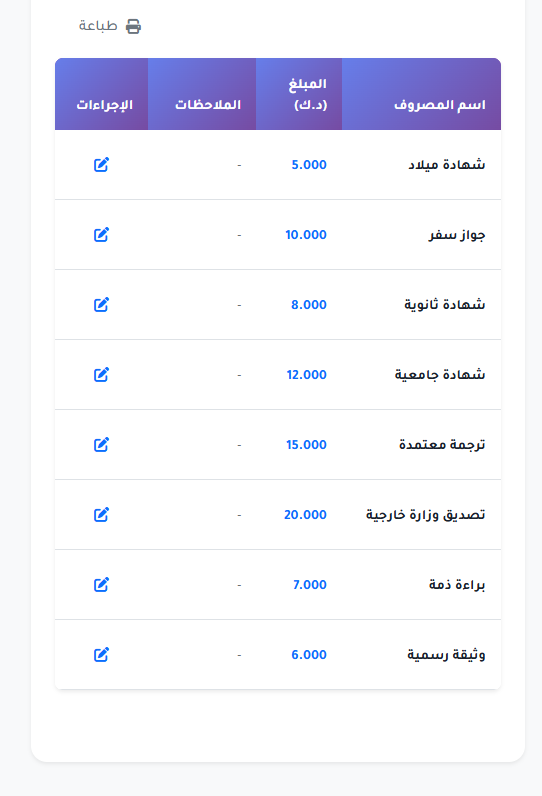 طباعة
اسم المصروف المبلغ (د.ك) الملاحظات الإجراءات
شهادة ميلاد 5.000 -
جواز سفر 10.000 -
شهادة ثانوية 8.000 -
شهادة جامعية 12.000 -
ترجمة معتمدة 15.000 -
تصديق وزارة خارجية 20.000 -
براءة ذمة 7.000 -
وثيقة رسمية 6.000 -